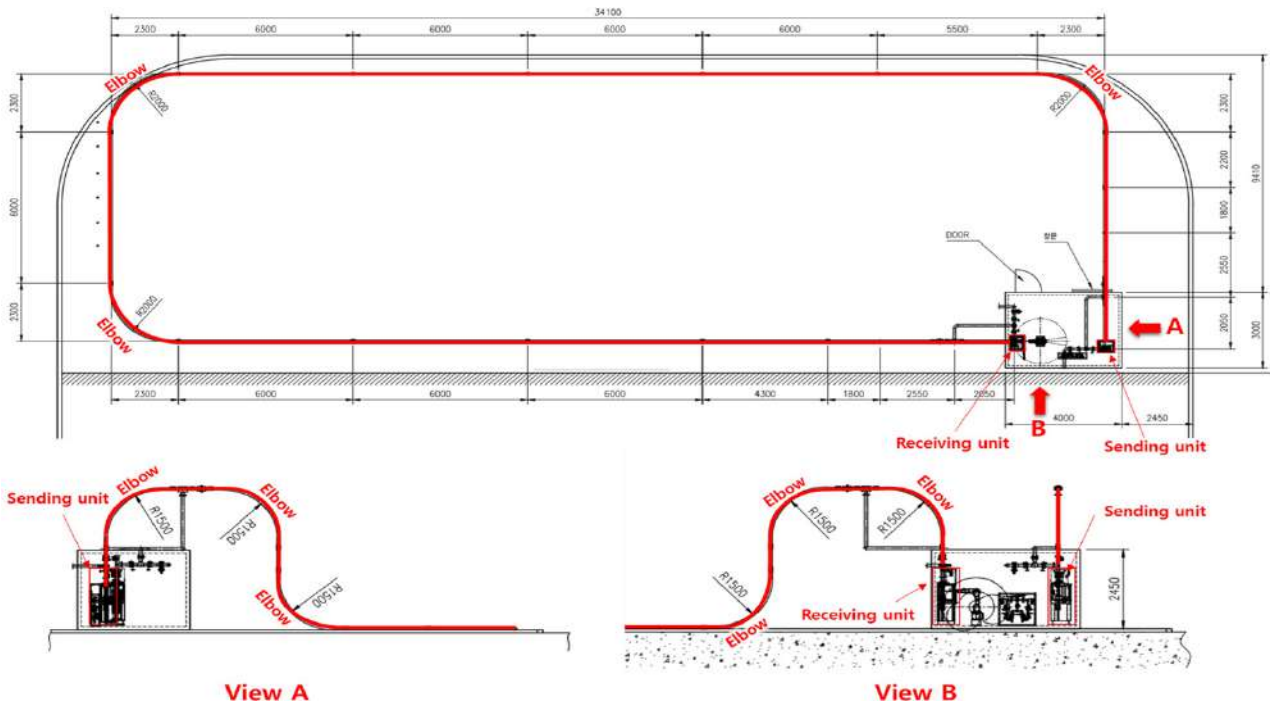 34100
2300 6000 6000 6000 6000 5500 2300
Elbow
Elbow
R2000
R2000
2300
6000
2300
R2000
Elbow
2300
2200
1800
2550
2050
9410
3000
DOOR
창문
A
B
2300 6000 6000 6000 4300 1800 2550 2050
4000 2450
Receiving unit
Sending unit
Sending unit
Elbow
R1500
Elbow
R1500
Elbow
R1500
View A
Elbow
R1500
Elbow
R1500
R1500
Elbow
Sending unit
Receiving unit
2450
View B